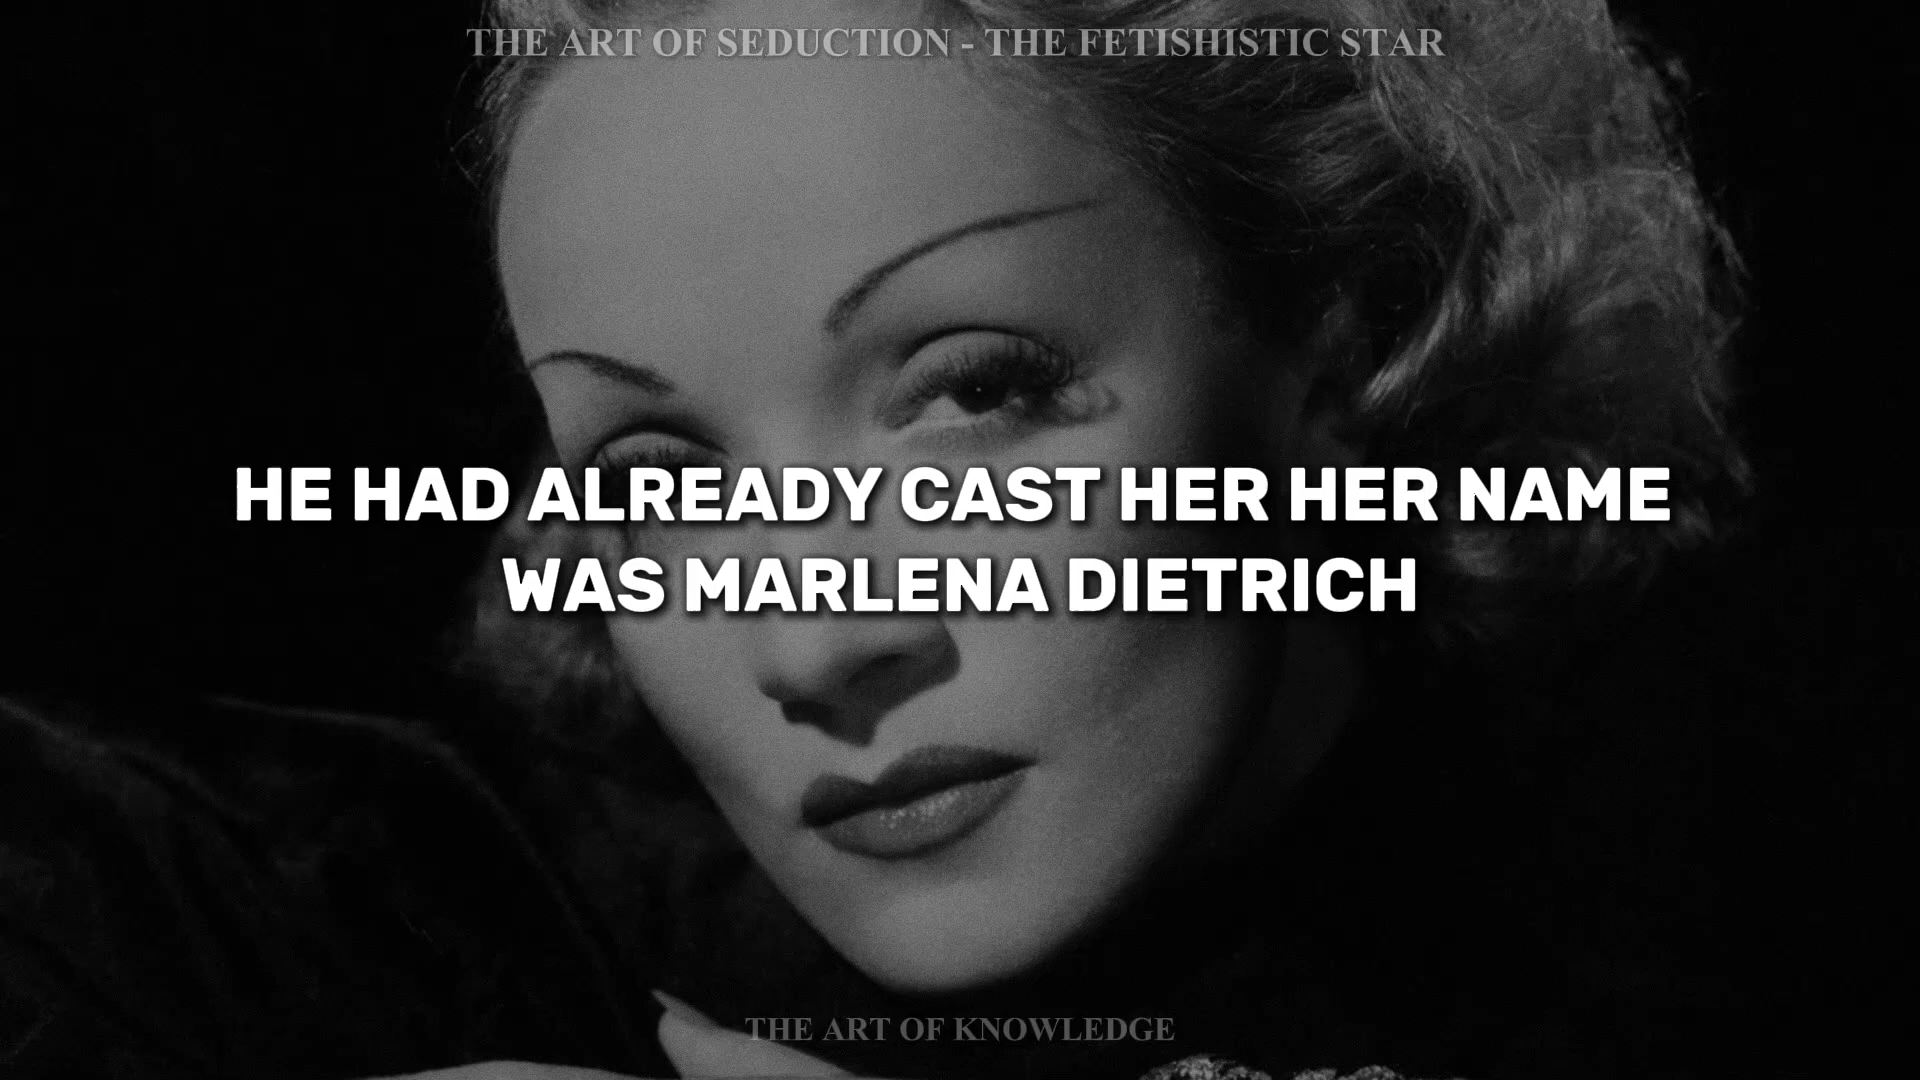 THE ART OF SEDUCTION - THE FETISHISTIC STAR
HE HAD ALREADY CAST HER HER NAME
WAS MARLENA DIETRICH
THE ART OF KNOWLEDGE